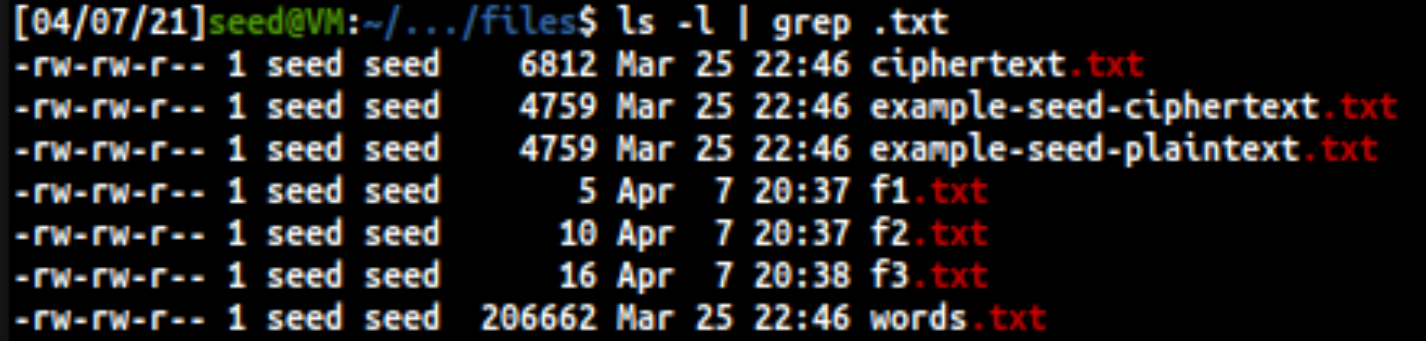 [04/07/21]seed@VM:~/.../files$ ls -l | grep .txt
-rw-rw-r-- 1 seed seed   6812 Mar 25 22:46 ciphertext.txt
-rw-rw-r-- 1 seed seed   4759 Mar 25 22:46 example-seed-ciphertext.txt
-rw-rw-r-- 1 seed seed   4759 Mar 25 22:46 example-seed-plaintext.txt
-rw-rw-r-- 1 seed seed      5 Apr  7 20:37 f1.txt
-rw-rw-r-- 1 seed seed     10 Apr  7 20:37 f2.txt
-rw-rw-r-- 1 seed seed     16 Apr  7 20:38 f3.txt
-rw-rw-r-- 1 seed seed 206662 Mar 25 22:46 words.txt